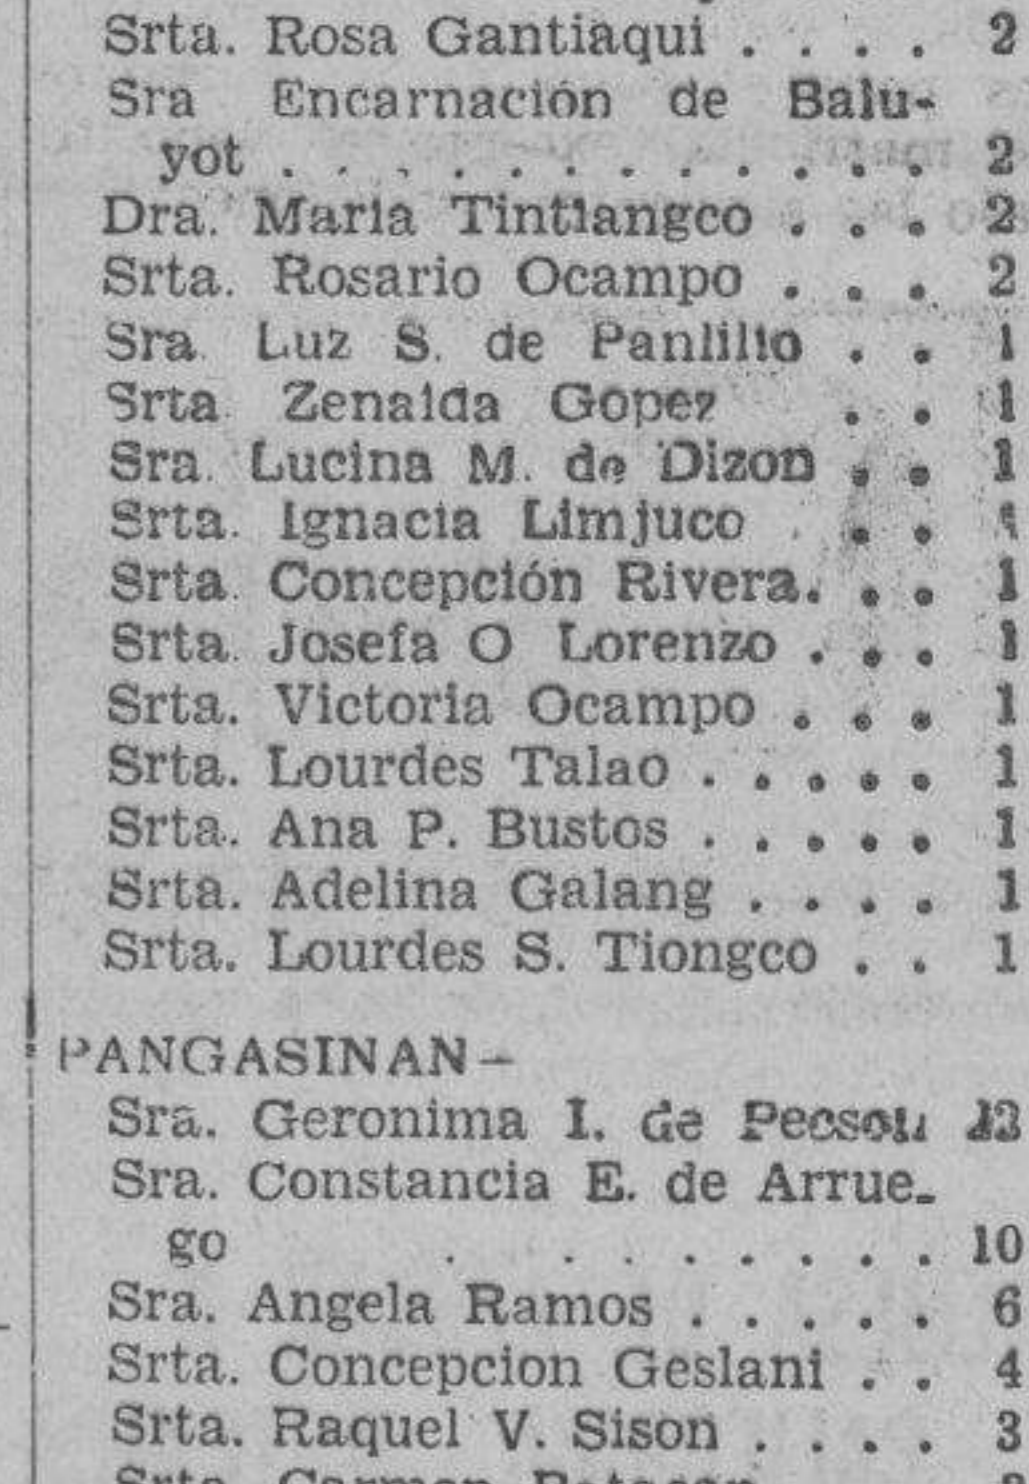 Srta. Rosa Gantiaqui . . . . 2
Sra Encarnación de Balu-
yot . . . . . . . . . . . . 2
Dra. Maria Tintiangco . . . 2
Srta. Rosario Ocampo . . . 2
Sra. Luz S. de Panlilio . . 1
Srta. Zenaida Gopez . . 1
Sra. Lucina M. de Dizon . . 1
Srta. Ignacia Limjuco . . . 1
Srta. Concepción Rivera. . . 1
Srta. Josefa O Lorenzo . . . 1
Srta. Victoria Ocampo . . . 1
Srta. Lourdes Talao . . . . . 1
Srta. Ana P. Bustos . . . . . 1
Srta. Adelina Galang . . . . 1
Srta. Lourdes S. Tiongco . . 1
PANGASINAN—
Sra. Geronima I. de Pecson
Sra. Constancia E. de Arrue-
go . . . . . . . . 10
Sra. Angela Ramos . . . . . 6
Srta. Concepcion Geslani . . 4
Srta. Raquel V. Sison . . . . 3